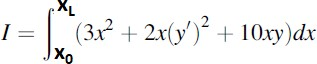 I = ∫_{X₀}^{X_L} (3x² + 2x(y′)² + 10xy)dx